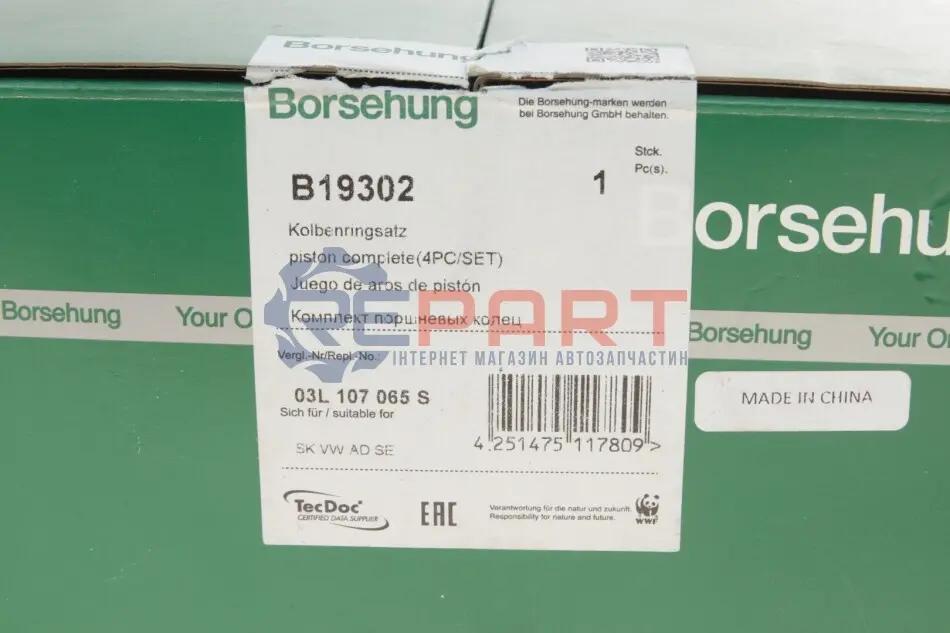 Borsehung
Borsehung
Die Borsehung-marken werden
bei Borsehung GmbH behalten.
B19302
1
Stck.
Pc(s).
Kolbenringsatz
piston complete(4PC/SET)
Juego de aros de pistón
Комплект поршневых колец
Vergl.-Nr/Repl.-No.:
03L 107 065 S
Sich für / suitable for
SK VW AD SE
4 251475 117809 >
TecDoc
CERTIFIED DATA SUPPLIER
EAC
Verantwortung für die natur und zukunft.
Responsibility for nature and future.
WWF
Borsehung
Your O
Borsehu
Borsehung
Your Or
MADE IN CHINA
REPART
ІНТЕРНЕТ МАГАЗИН АВТОЗАПЧАСТИН